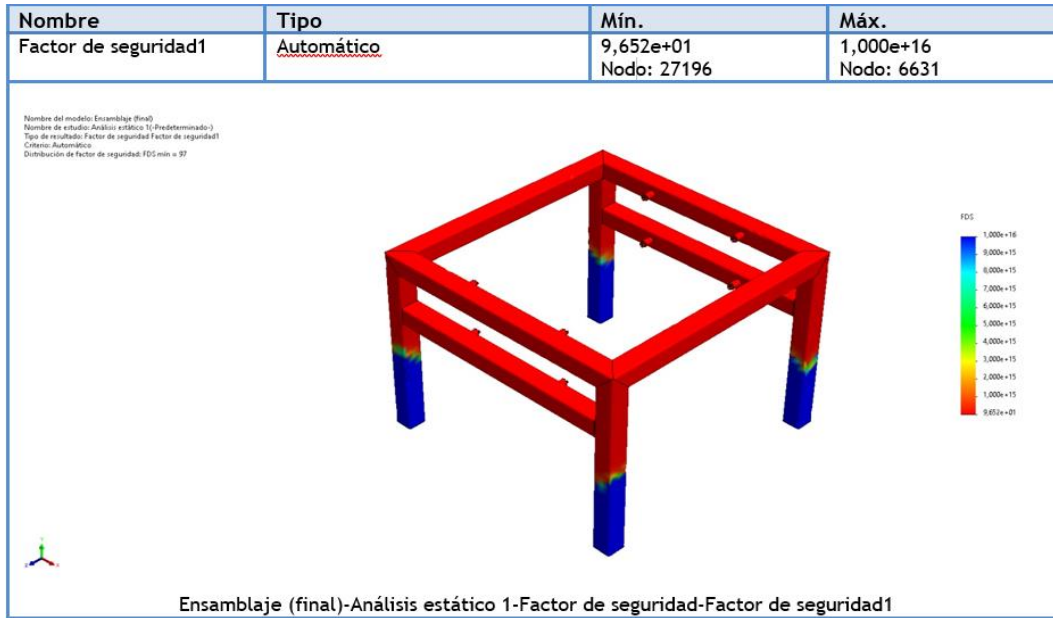 Nombre Tipo Mín. Máx.
Factor de seguridad1 Automático 9,652e+01 1,000e+16
Nodo: 27196 Nodo: 6631
Nombre del modelo: Ensamblaje (final)
Nombre de estudio: Análisis estático 1(-Predeterminado-)
Tipo de resultado: Factor de seguridad Factor de seguridad1
Criterio: Automático
Distribución de factor de seguridad: FDS mín = 97
FDS
1,000e+16
9,000e+15
8,000e+15
7,000e+15
6,000e+15
5,000e+15
4,000e+15
3,000e+15
2,000e+15
1,000e+15
9,652e+01
Ensamblaje (final)-Análisis estático 1-Factor de seguridad-Factor de seguridad1